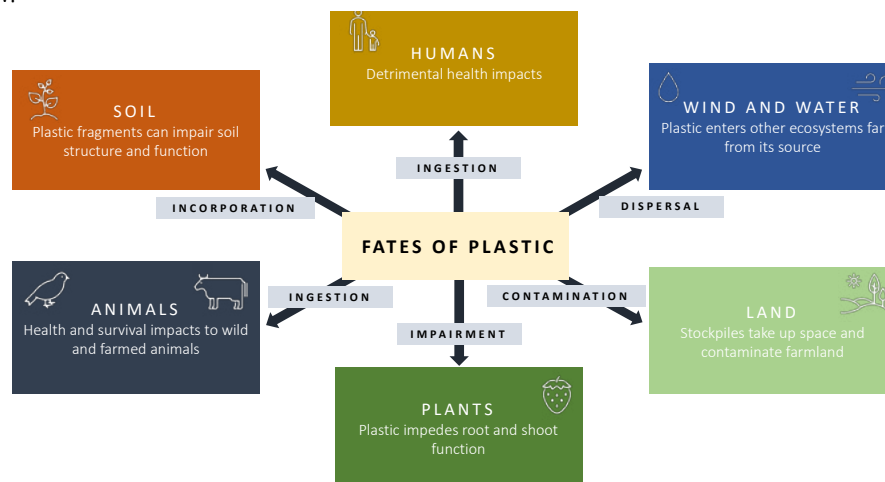 HUMANS
Detrimental health impacts
SOIL
Plastic fragments can impair soil
structure and function
WIND AND WATER
Plastic enters other ecosystems far
from its source
INGESTION
INCORPORATION
DISPERSAL
FATES OF PLASTIC
ANIMALS
Health and survival impacts to wild
and farmed animals
INGESTION
CONTAMINATION
LAND
Stockpiles take up space and
contaminate farmland
IMPAIRMENT
PLANTS
Plastic impedes root and shoot
function